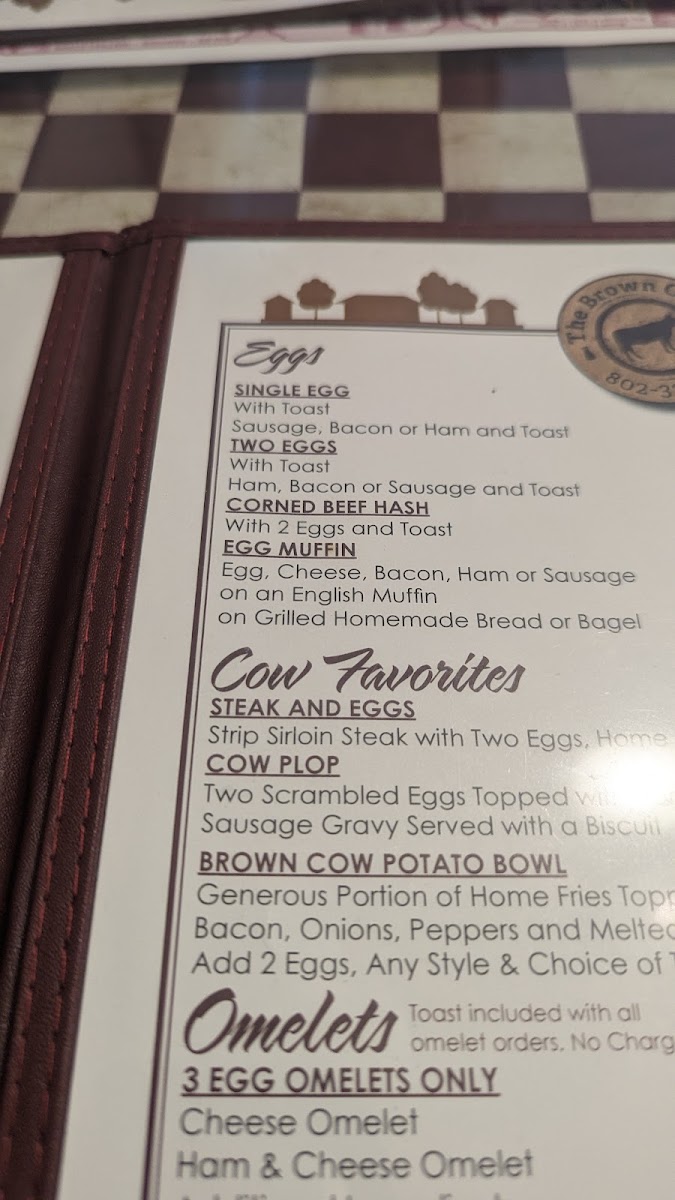 The Brown
802-3
Eggs
SINGLE EGG
With Toast
Sausage, Bacon or Ham and Toast
TWO EGGS
With Toast
Ham, Bacon or Sausage and Toast
CORNED BEEF HASH
With 2 Eggs and Toast
EGG MUFFIN
Egg, Cheese, Bacon, Ham or Sausage
on an English Muffin
on Grilled Homemade Bread or Bagel
Cow Favorites
STEAK AND EGGS
Strip Sirloin Steak with Two Eggs, Home
COW PLOP
Two Scrambled Eggs Topped
Sausage Gravy Served with a Biscuit
BROWN COW POTATO BOWL
Generous Portion of Home Fries
Bacon, Onions, Peppers and
Add 2 Eggs, Any Style & Choice of
Omelets
Toast included with all
omelet orders. No
3 EGG OMELETS ONLY
Cheese Omelet
Ham & Cheese Omelet